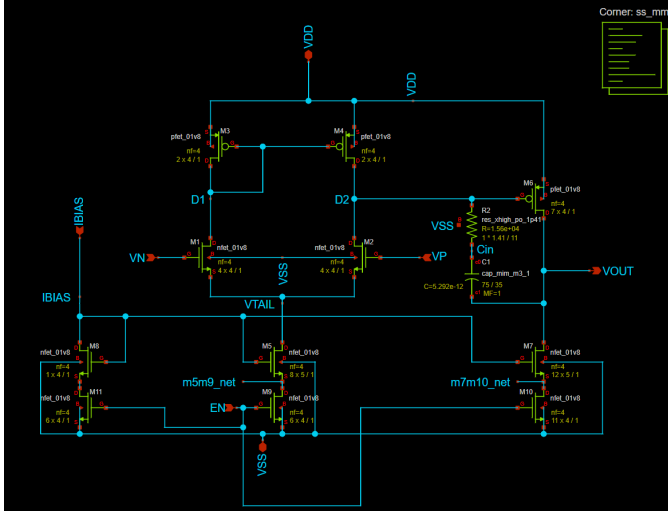 Corner: ss_mm
VDD
VDD
M3
pfet_01v8
nf=4
2 x 4 / 1
M4
pfet_01v8
nf=4
2 x 4 / 1
M6
pfet_01v8
nf=4
7 x 4 / 1
D1
D2
R2
res_xhigh_po_1p41
R=1.56e+04
1 * 1.41 / 11
VSS
Cin
IBIAS
VN
M1
nfet_01v8
nf=4
4 x 4 / 1
VSS
M2
nfet_01v8
nf=4
4 x 4 / 1
VP
C1
cap_mim_m3_1
C=5.292e-12
75 / 35
MF=1
VOUT
IBIAS
VTAIL
M8
nfet_01v8
nf=4
1 x 4 / 1
M5
nfet_01v8
nf=4
8 x 5 / 1
M7
nfet_01v8
nf=4
12 x 5 / 1
m5m9_net
m7m10_net
M11
nfet_01v8
nf=4
6 x 4 / 1
EN
M9
nfet_01v8
nf=4
6 x 4 / 1
M10
nfet_01v8
nf=4
11 x 4 / 1
VSS